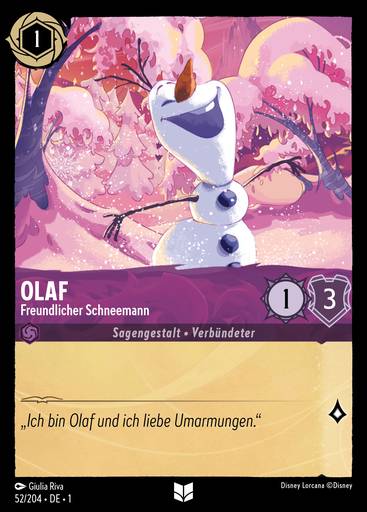 1
OLAF
Freundlicher Schneemann
1
3
Sagengestalt • Verbündeter
„Ich bin Olaf und ich liebe Umarmungen.“
Giulia Riva
52/204 • DE • 1
Disney Lorcana ©Disney